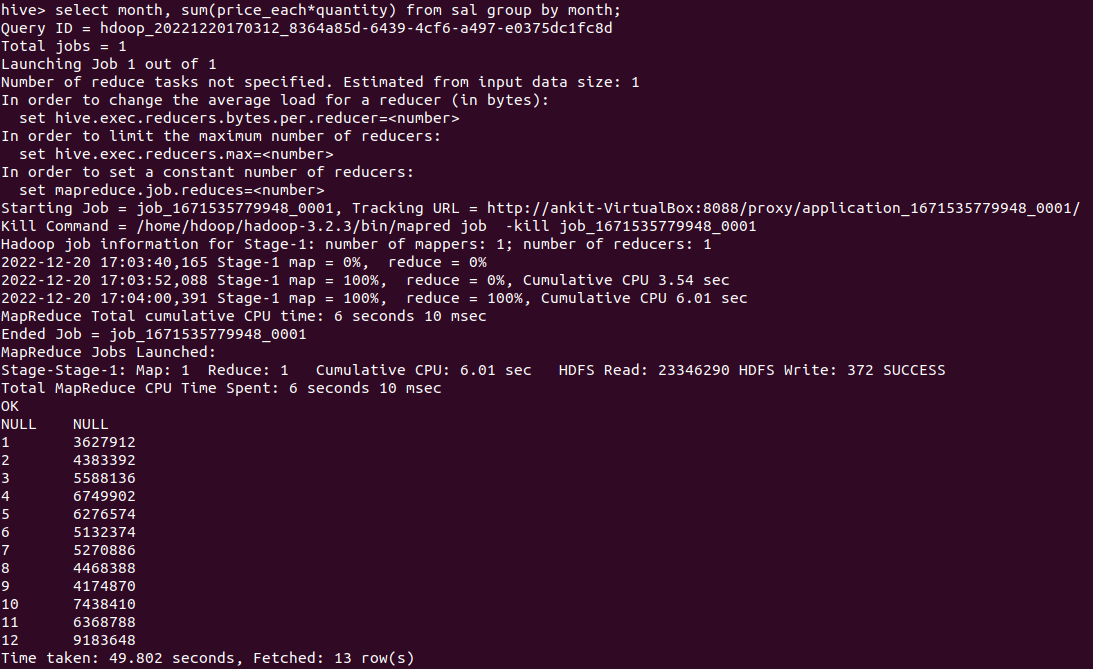 hive> select month, sum(price_each*quantity) from sal group by month;
Query ID = hdoop_20221220170312_8364a85d-6439-4cf6-a497-e0375dc1fc8d
Total jobs = 1
Launching Job 1 out of 1
Number of reduce tasks not specified. Estimated from input data size: 1
In order to change the average load for a reducer (in bytes):
  set hive.exec.reducers.bytes.per.reducer=<number>
In order to limit the maximum number of reducers:
  set hive.exec.reducers.max=<number>
In order to set a constant number of reducers:
  set mapreduce.job.reduces=<number>
Starting Job = job_1671535779948_0001, Tracking URL = http://ankit-VirtualBox:8088/proxy/application_1671535779948_0001/
Kill Command = /home/hdoop/hadoop-3.2.3/bin/mapred job  -kill job_1671535779948_0001
Hadoop job information for Stage-1: number of mappers: 1; number of reducers: 1
2022-12-20 17:03:40,165 Stage-1 map = 0%,  reduce = 0%
2022-12-20 17:03:52,088 Stage-1 map = 100%,  reduce = 0%, Cumulative CPU 3.54 sec
2022-12-20 17:04:00,391 Stage-1 map = 100%,  reduce = 100%, Cumulative CPU 6.01 sec
MapReduce Total cumulative CPU time: 6 seconds 10 msec
Ended Job = job_1671535779948_0001
MapReduce Jobs Launched:
Stage-Stage-1: Map: 1  Reduce: 1   Cumulative CPU: 6.01 sec   HDFS Read: 23346290 HDFS Write: 372 SUCCESS
Total MapReduce CPU Time Spent: 6 seconds 10 msec
OK
NULL    NULL
1       3627912
2       4383392
3       5588136
4       6749902
5       6276574
6       5132374
7       5270886
8       4468388
9       4174870
10      7438410
11      6368788
12      9183648
Time taken: 49.802 seconds, Fetched: 13 row(s)